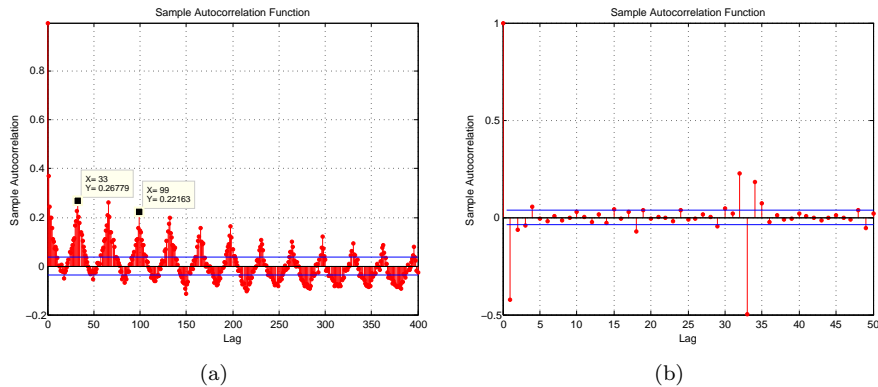 Sample Autocorrelation Function
1
0.8
0.6
0.4
0.2
0
−0.2
Sample Autocorrelation
X= 33
Y= 0.26779
X= 99
Y= 0.22163
0 50 100 150 200 250 300 350 400
Lag
(a)
Sample Autocorrelation Function
1
0.5
0
−0.5
Sample Autocorrelation
0 5 10 15 20 25 30 35 40 45 50
Lag
(b)